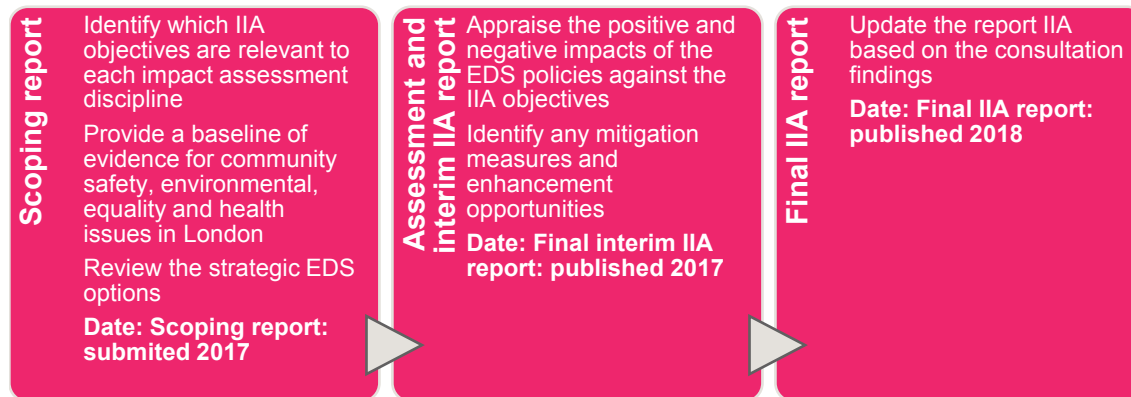 Scoping report
Identify which IIA
objectives are relevant to
each impact assessment
discipline
Provide a baseline of
evidence for community
safety, environmental,
equality and health
issues in London
Review the strategic EDS
options
Date: Scoping report:
submited 2017
Assessment and
interim IIA report
Appraise the positive and
negative impacts of the
EDS policies against the
IIA objectives
Identify any mitigation
measures and
enhancement
opportunities
Date: Final interim IIA
report: published 2017
Final IIA report
Update the report IIA
based on the consultation
findings
Date: Final IIA report:
published 2018